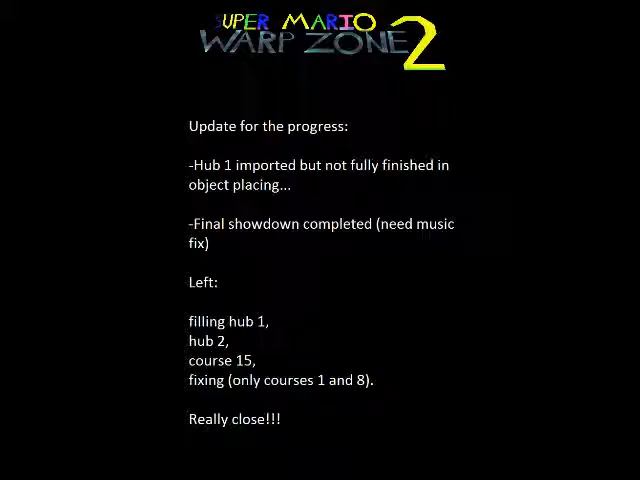 SUPER MARIO
WARP ZONE 2
Update for the progress:
-Hub 1 imported but not fully finished in
object placing...
-Final showdown completed (need music
fix)
Left:
filling hub 1,
hub 2,
course 15,
fixing (only courses 1 and 8).
Really close!!!